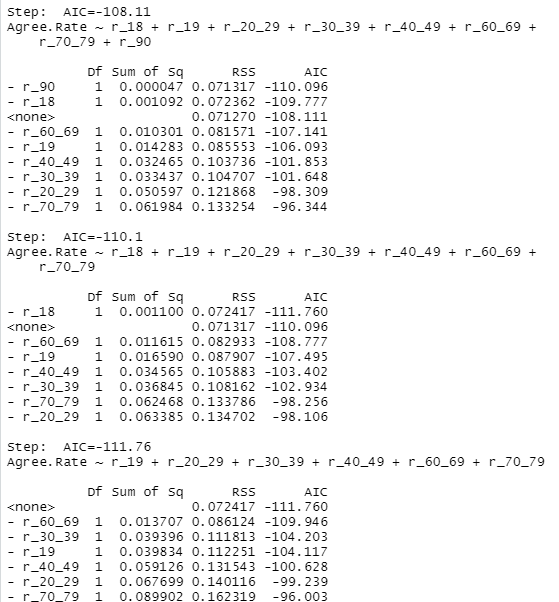 Step:  AIC=-108.11
Agree.Rate ~ r_18 + r_19 + r_20_29 + r_30_39 + r_40_49 + r_60_69 +
    r_70_79 + r_90
          Df Sum of Sq      RSS      AIC
- r_90     1  0.000047 0.071317 -110.096
- r_18     1  0.001092 0.072362 -109.777
<none>                 0.071270 -108.111
- r_60_69  1  0.010301 0.081571 -107.141
- r_19     1  0.014283 0.085553 -106.093
- r_40_49  1  0.032465 0.103736 -101.853
- r_30_39  1  0.033437 0.104707 -101.648
- r_20_29  1  0.050597 0.121868  -98.309
- r_70_79  1  0.061984 0.133254  -96.344
Step:  AIC=-110.1
Agree.Rate ~ r_18 + r_19 + r_20_29 + r_30_39 + r_40_49 + r_60_69 +
    r_70_79
          Df Sum of Sq      RSS      AIC
- r_18     1  0.001100 0.072417 -111.760
<none>                 0.071317 -110.096
- r_60_69  1  0.011615 0.082933 -108.777
- r_19     1  0.016590 0.087907 -107.495
- r_40_49  1  0.034565 0.105883 -103.402
- r_30_39  1  0.036845 0.108162 -102.934
- r_70_79  1  0.062468 0.133786  -98.256
- r_20_29  1  0.063385 0.134702  -98.106
Step:  AIC=-111.76
Agree.Rate ~ r_19 + r_20_29 + r_30_39 + r_40_49 + r_60_69 + r_70_79
          Df Sum of Sq      RSS      AIC
<none>                 0.072417 -111.760
- r_60_69  1  0.013707 0.086124 -109.946
- r_30_39  1  0.039396 0.111813 -104.203
- r_19     1  0.039834 0.112251 -104.117
- r_40_49  1  0.059126 0.131543 -100.628
- r_20_29  1  0.067699 0.140116  -99.239
- r_70_79  1  0.089902 0.162319  -96.003